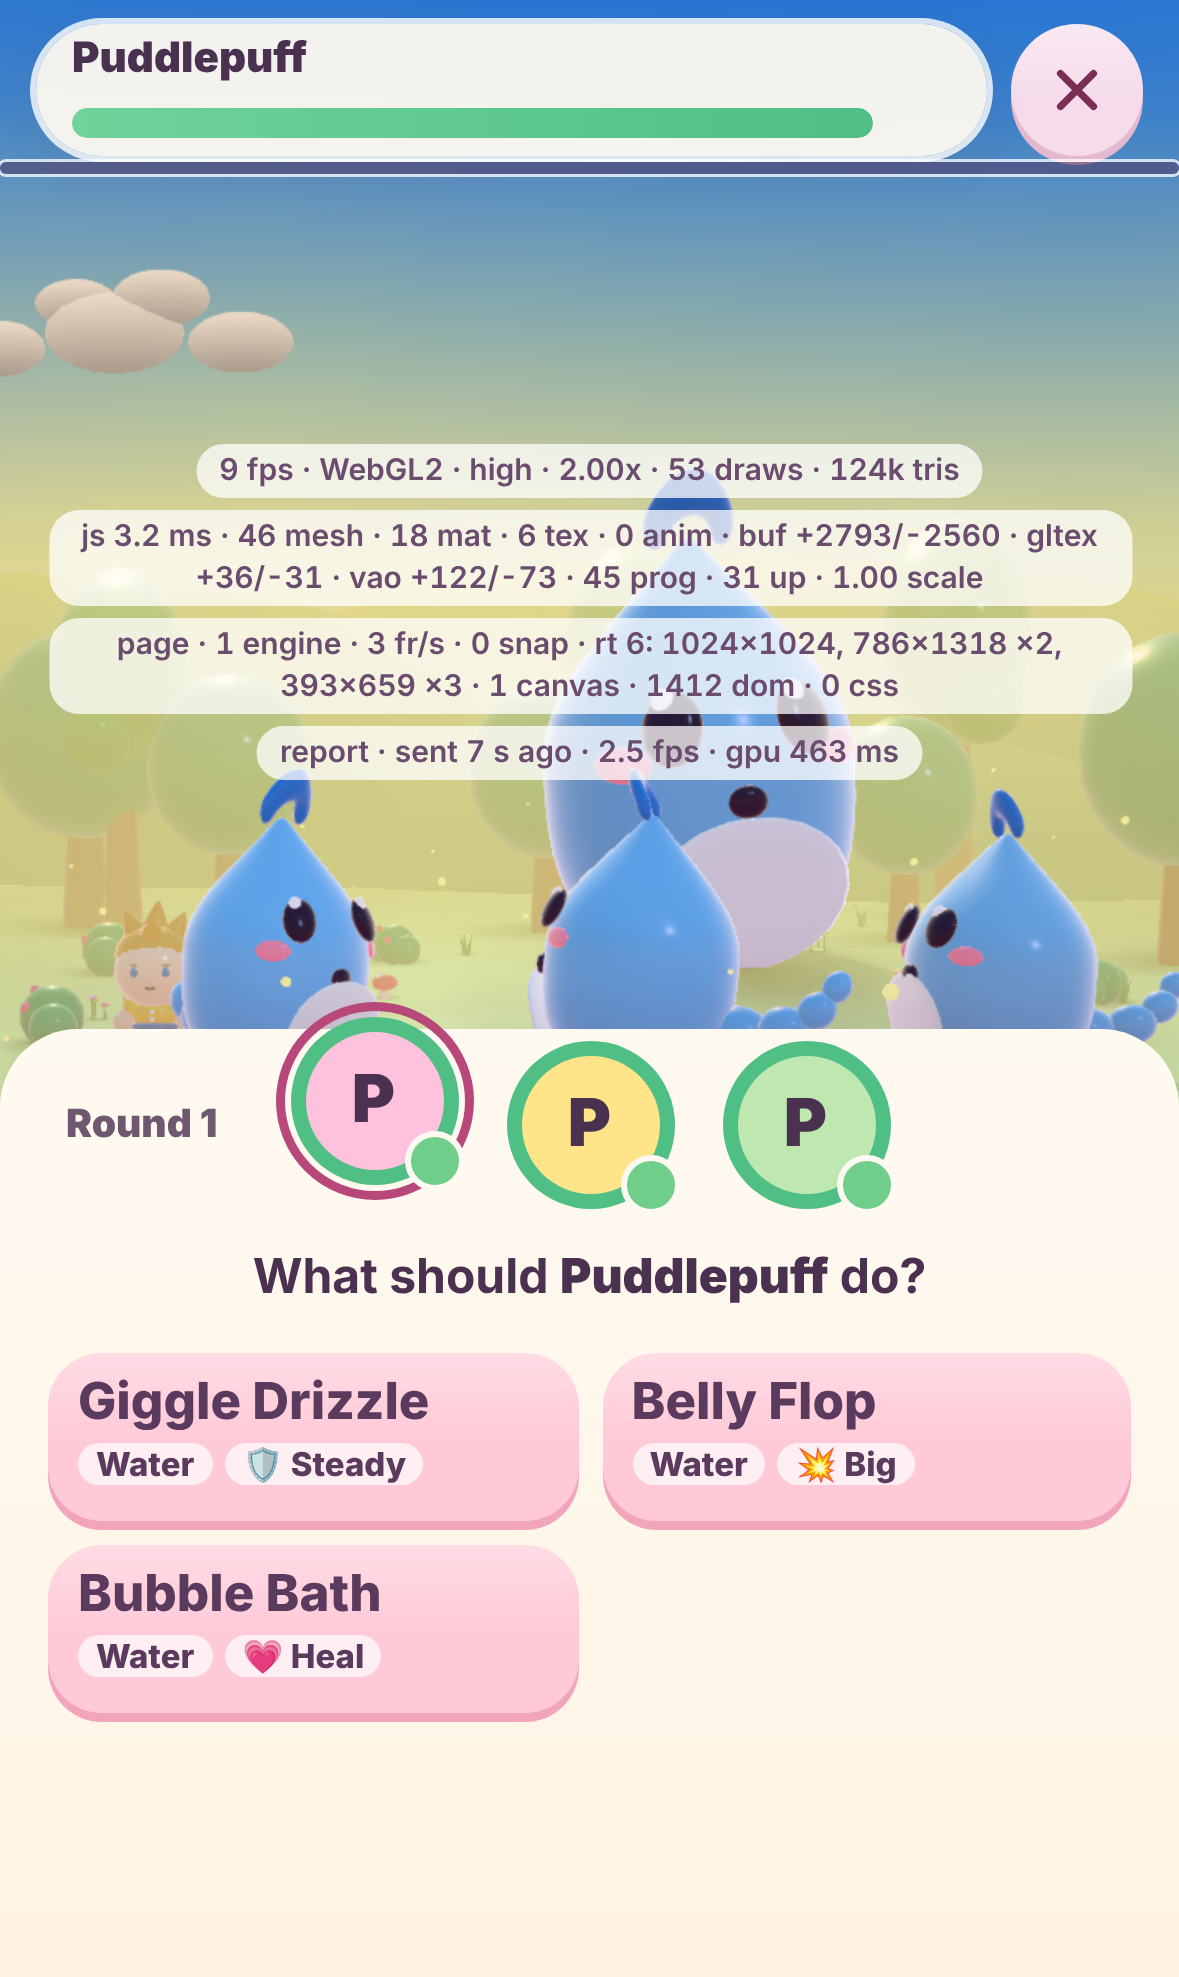 Puddlepuff
9 fps · WebGL2 · high · 2.00x · 53 draws · 124k tris
js 3.2 ms · 46 mesh · 18 mat · 6 tex · 0 anim · buf +2793/-2560 · gltex
+36/-31 · vao +122/-73 · 45 prog · 31 up · 1.00 scale
page · 1 engine · 3 fr/s · 0 snap · rt 6: 1024×1024, 786×1318 ×2,
393×659 ×3 · 1 canvas · 1412 dom · 0 css
report · sent 7 s ago · 2.5 fps · gpu 463 ms
Round 1
P
P
P
What should Puddlepuff do?
Giggle Drizzle
Water 🛡️ Steady
Belly Flop
Water 💥 Big
Bubble Bath
Water 💗 Heal